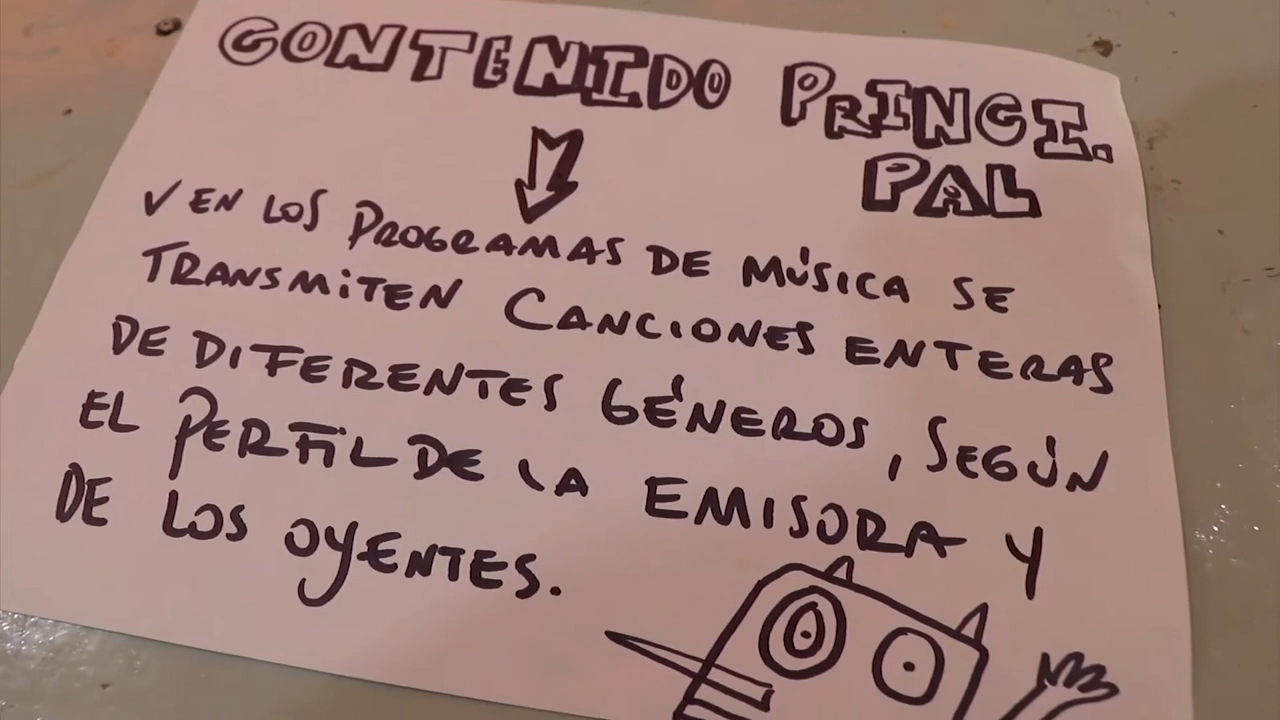 CONTENIDO PRINCI.
PAL
✓ EN LOS PROGRAMAS DE MÚSICA SE
TRANSMITEN CANCIONES ENTERAS
DE DIFERENTES GÉNEROS, SEGÚN
EL PERFIL DE LA EMISORA Y
DE LOS OYENTES.